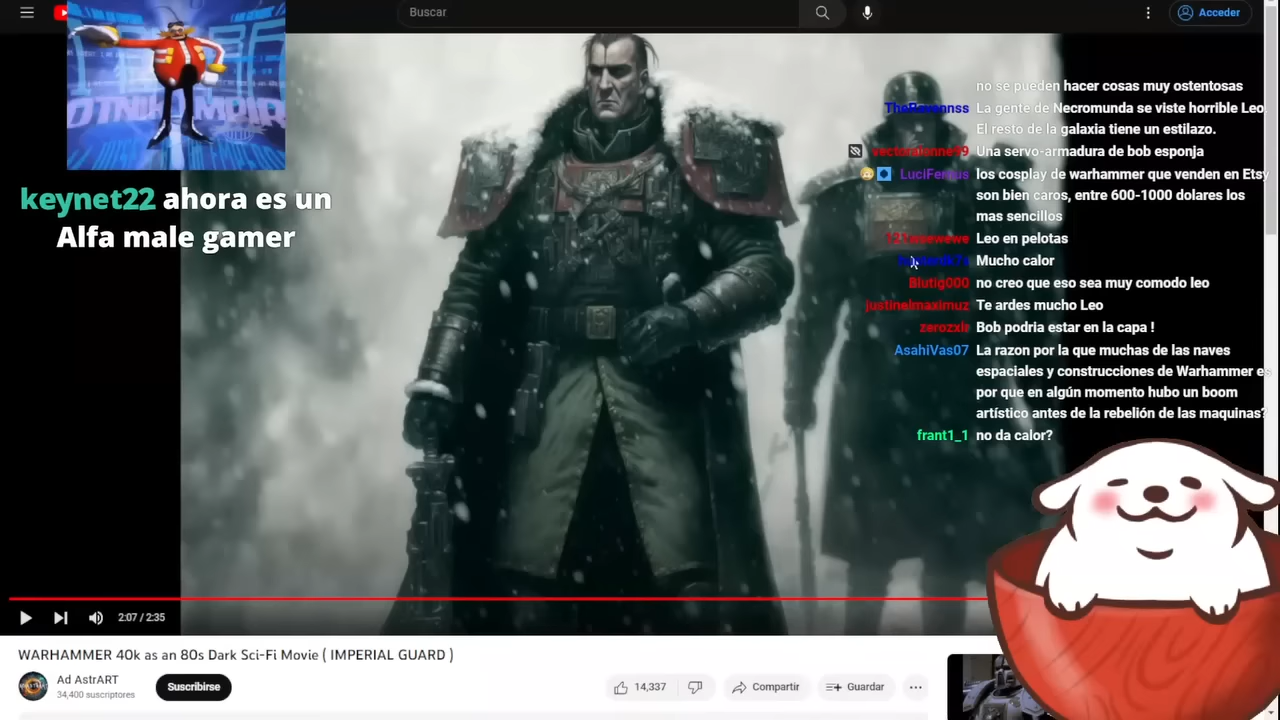 Buscar
Acceder
keynet22 ahora es un
Alfa male gamer
no se pueden hacer cosas muy ostentosas
TheRavennss La gente de Necromunda se viste horrible Leo
El resto de la galaxia tiene un estilazo.
Una servo-armadura de bob esponja
LuciFerous los cosplay de warhammer que venden en Etsy
son bien caros, entre 600-1000 dolares los
mas sencillos
Leo en pelotas
Mucho calor
Blutig000 no creo que eso sea muy comodo leo
justinelmaximuz Te ardes mucho Leo
zerozxlr Bob podria estar en la capa !
AsahiVas07 La razon por la que muchas de las naves
espaciales y construcciones de Warhammer es
por que en algún momento hubo un boom
artístico antes de la rebelión de las maquinas?
frant1_1 no da calor?
2:07 / 2:35
WARHAMMER 40k as an 80s Dark Sci-Fi Movie ( IMPERIAL GUARD )
Ad AstrART
34,400 suscriptores
Suscribirse
14,337
Compartir
Guardar